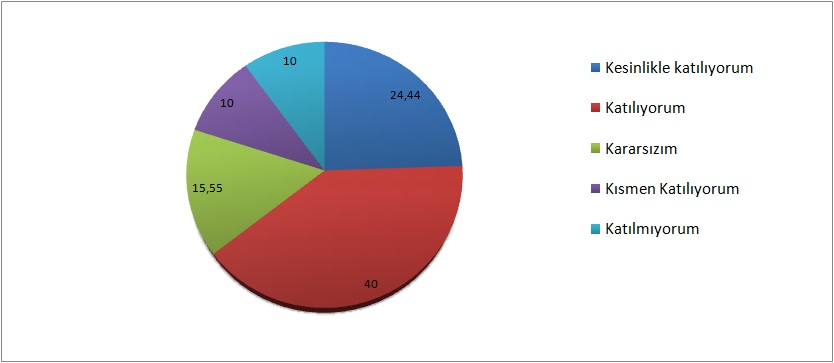 10
10
24,44
15,55
40
Kesinlikle katılıyorum
Katılıyorum
Kararsızım
Kısmen Katılıyorum
Katılmıyorum